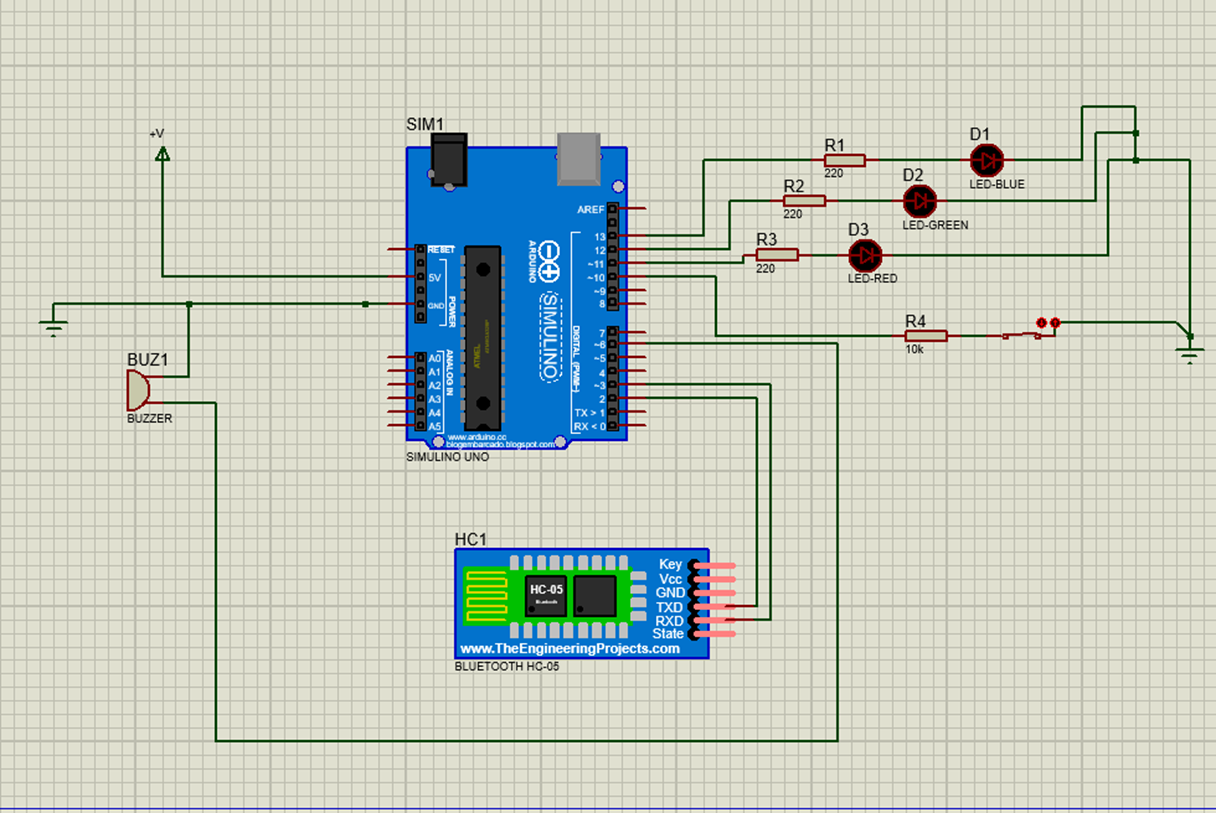 +V
SIM1
AREF
13
12
~11
~10
~9
8
7
~6
~5
4
~3
2
TX > 1
RX < 0
RESET
5V
GND
POWER
A0
A1
A2
A3
A4
A5
ANALOG IN
ARDUINO
SIMULINO
DIGITAL (PWM~)
ATMEL
www.arduino.cc
blogembarcado.blogspot.com
SIMULINO UNO
R1
220
R2
220
R3
220
D1
LED-BLUE
D2
LED-GREEN
D3
LED-RED
R4
10k
BUZ1
BUZZER
HC1
HC-05
Bluetooth
Key
Vcc
GND
TXD
RXD
State
www.TheEngineeringProjects.com
BLUETOOTH HC-05